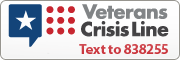 Veterans
Crisis Line
Text to 838255